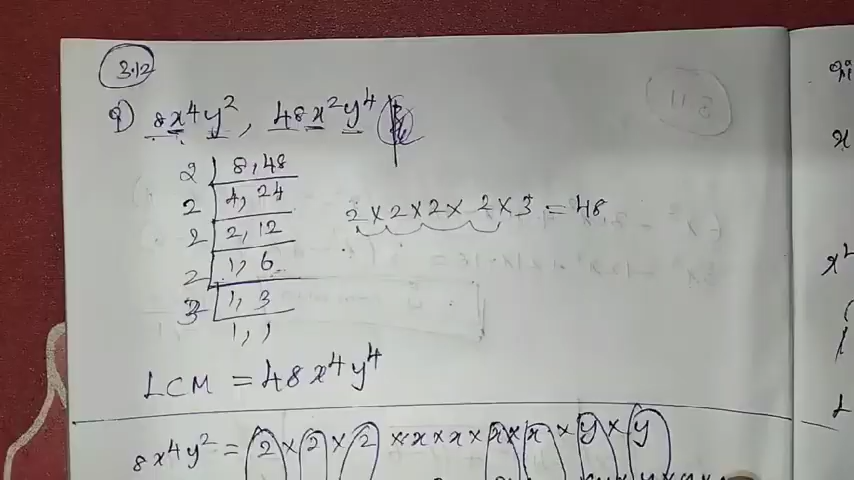 3.12
9) 8x⁴y², 48x²y⁴
2 | 8, 48
2 | 4, 24
2 | 2, 12
2 | 1, 6
3 | 1, 3
1, 1
2 × 2 × 2 × 2 × 3 = 48
LCM = 48x⁴y⁴
8x⁴y² = 2 × 2 × 2 × x × x × x × x × y × y